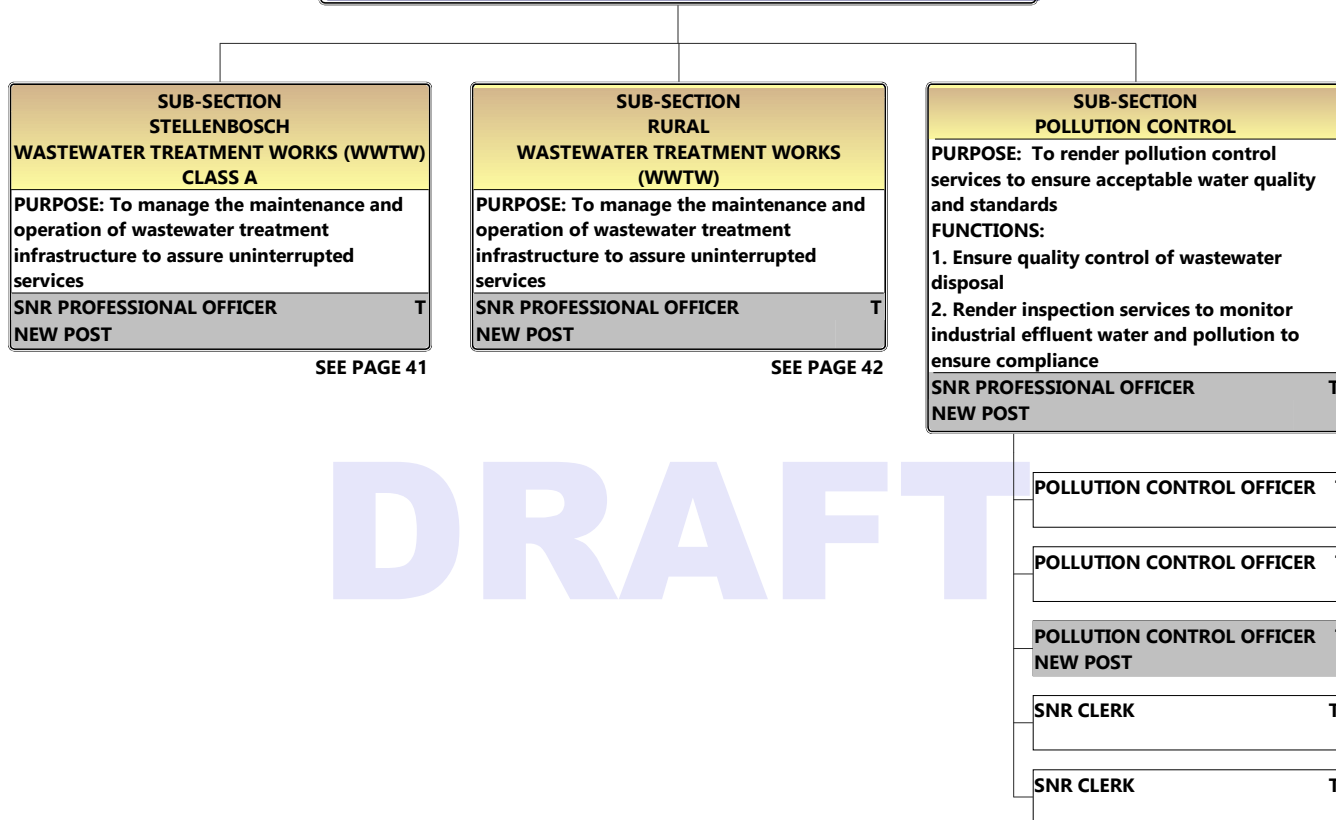 SUB-SECTION
STELLENBOSCH
WASTEWATER TREATMENT WORKS (WWTW)
CLASS A
PURPOSE: To manage the maintenance and
operation of wastewater treatment
infrastructure to assure uninterrupted
services
SNR PROFESSIONAL OFFICER T
NEW POST
SEE PAGE 41
SUB-SECTION
RURAL
WASTEWATER TREATMENT WORKS
(WWTW)
PURPOSE: To manage the maintenance and
operation of wastewater treatment
infrastructure to assure uninterrupted
services
SNR PROFESSIONAL OFFICER T
NEW POST
SEE PAGE 42
SUB-SECTION
POLLUTION CONTROL
PURPOSE: To render pollution control
services to ensure acceptable water quality
and standards
FUNCTIONS:
1. Ensure quality control of wastewater
disposal
2. Render inspection services to monitor
industrial effluent water and pollution to
ensure compliance
SNR PROFESSIONAL OFFICER T
NEW POST
POLLUTION CONTROL OFFICER
POLLUTION CONTROL OFFICER
POLLUTION CONTROL OFFICER
NEW POST
SNR CLERK T
SNR CLERK T
DRAFT